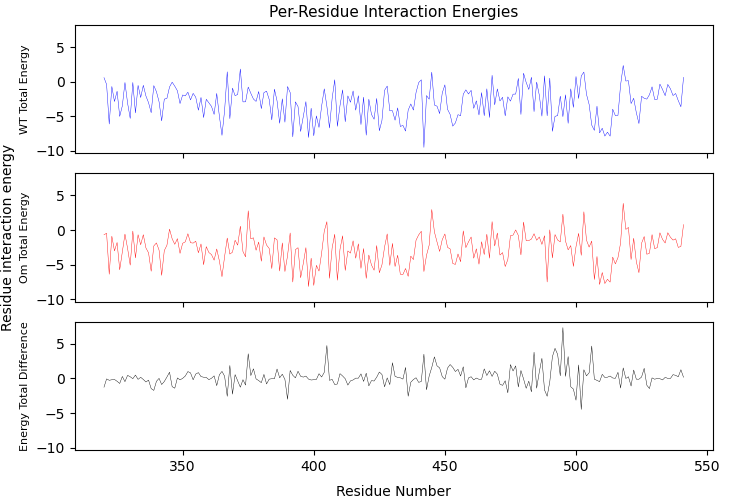 Per-Residue Interaction Energies
Residue interaction energy
WT Total Energy
5
0
−5
−10
Om Total Energy
5
0
−5
−10
Energy Total Difference
5
0
−5
−10
350 400 450 500 550
Residue Number